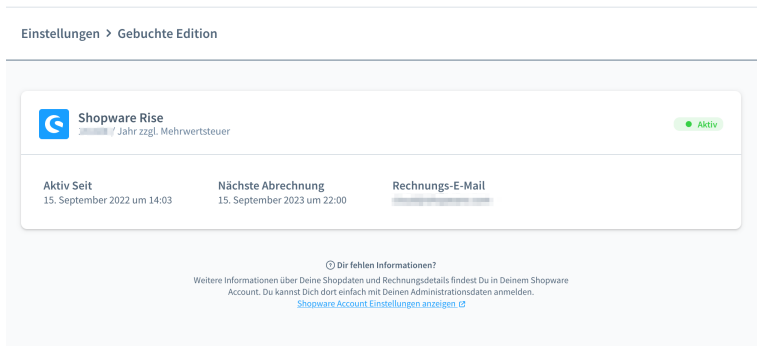 Einstellungen > Gebuchte Edition
Shopware Rise
/ Jahr zzgl. Mehrwertsteuer
Aktiv
Aktiv Seit
15. September 2022 um 14:03
Nächste Abrechnung
15. September 2023 um 22:00
Rechnungs-E-Mail
Dir fehlen Informationen?
Weitere Informationen über Deine Shopdaten und Rechnungsdetails findest Du in Deinem Shopware
Account. Du kannst Dich dort einfach mit Deinen Administrationsdaten anmelden.
Shopware Account Einstellungen anzeigen